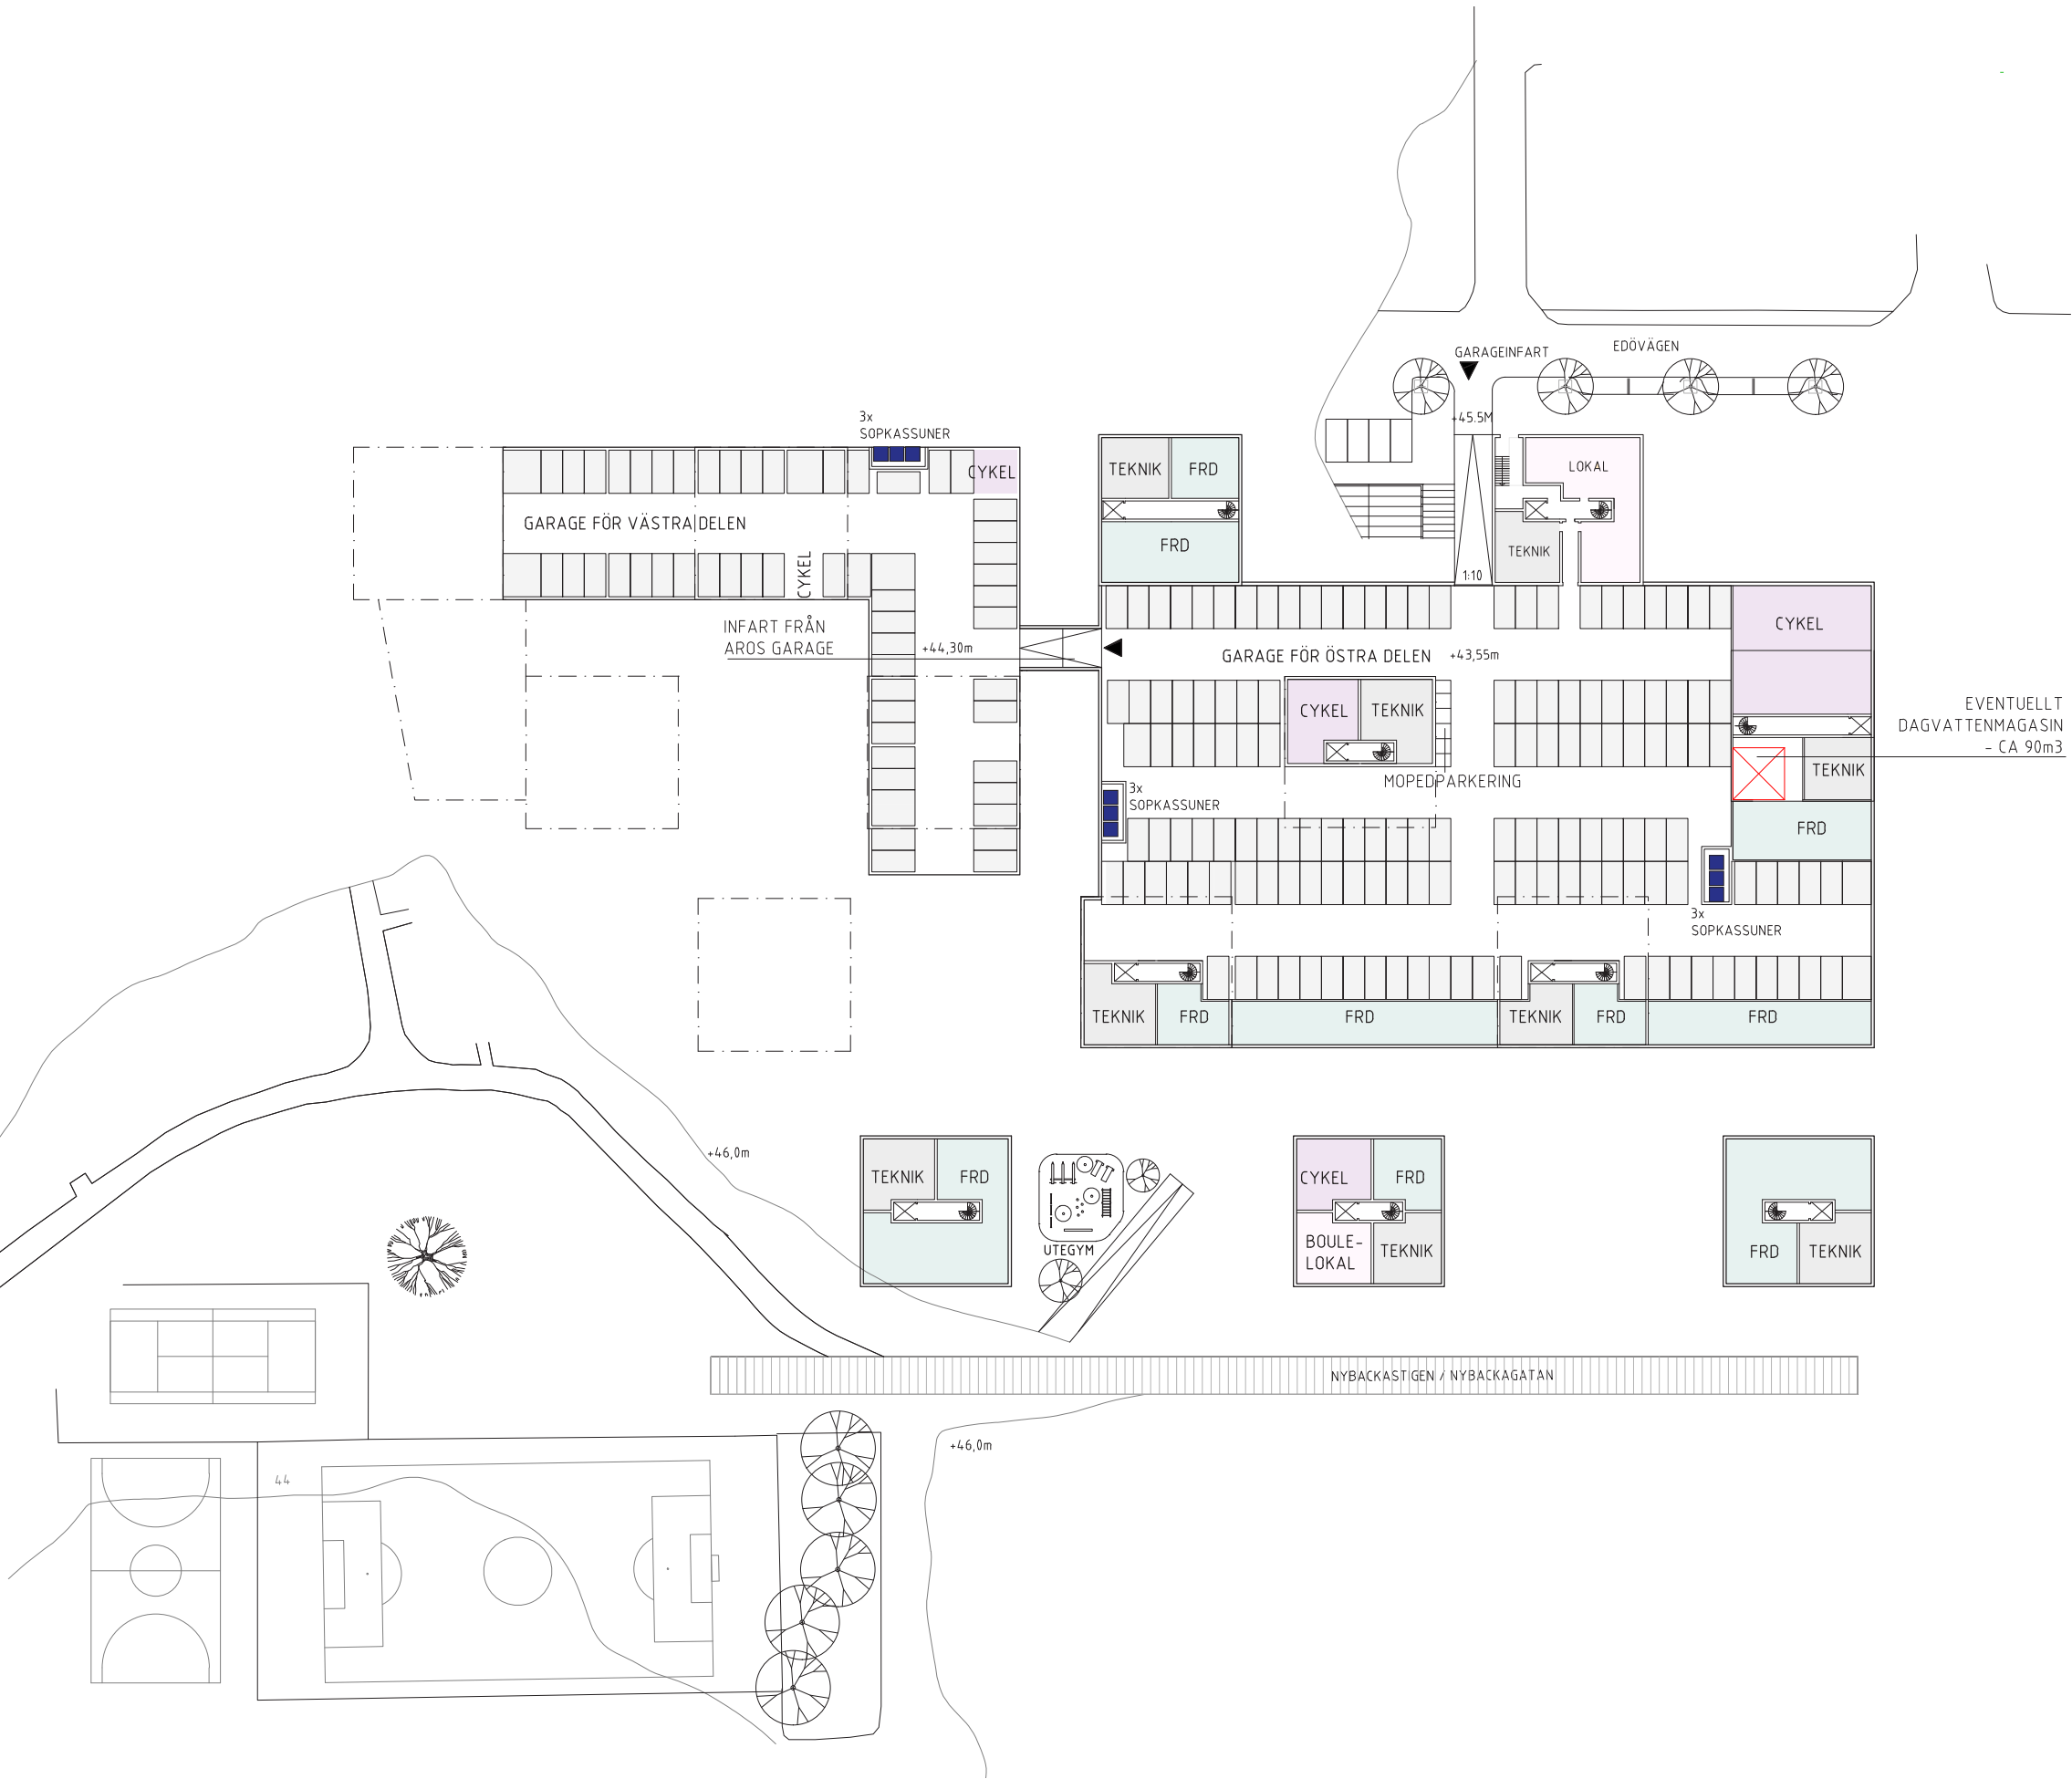 GARAGEINFART
EDÖVÄGEN
+45.5M
3x
SOPKASSUNER
CYKEL
TEKNIK
FRD
LOKAL
GARAGE FÖR VÄSTRA DELEN
FRD
TEKNIK
CYKEL
1:10
INFART FRÅN
AROS GARAGE
+44,30m
GARAGE FÖR ÖSTRA DELEN
+43,55m
CYKEL
CYKEL
TEKNIK
EVENTUELLT
DAGVATTENMAGASIN
- CA 90m3
MOPEDPARKERING
TEKNIK
3x
SOPKASSUNER
FRD
3x
SOPKASSUNER
TEKNIK
FRD
FRD
TEKNIK
FRD
FRD
+46,0m
TEKNIK
FRD
CYKEL
FRD
UTEGYM
BOULE-
LOKAL
TEKNIK
FRD
TEKNIK
NYBACKASTIGEN / NYBACKAGATAN
+46,0m
44